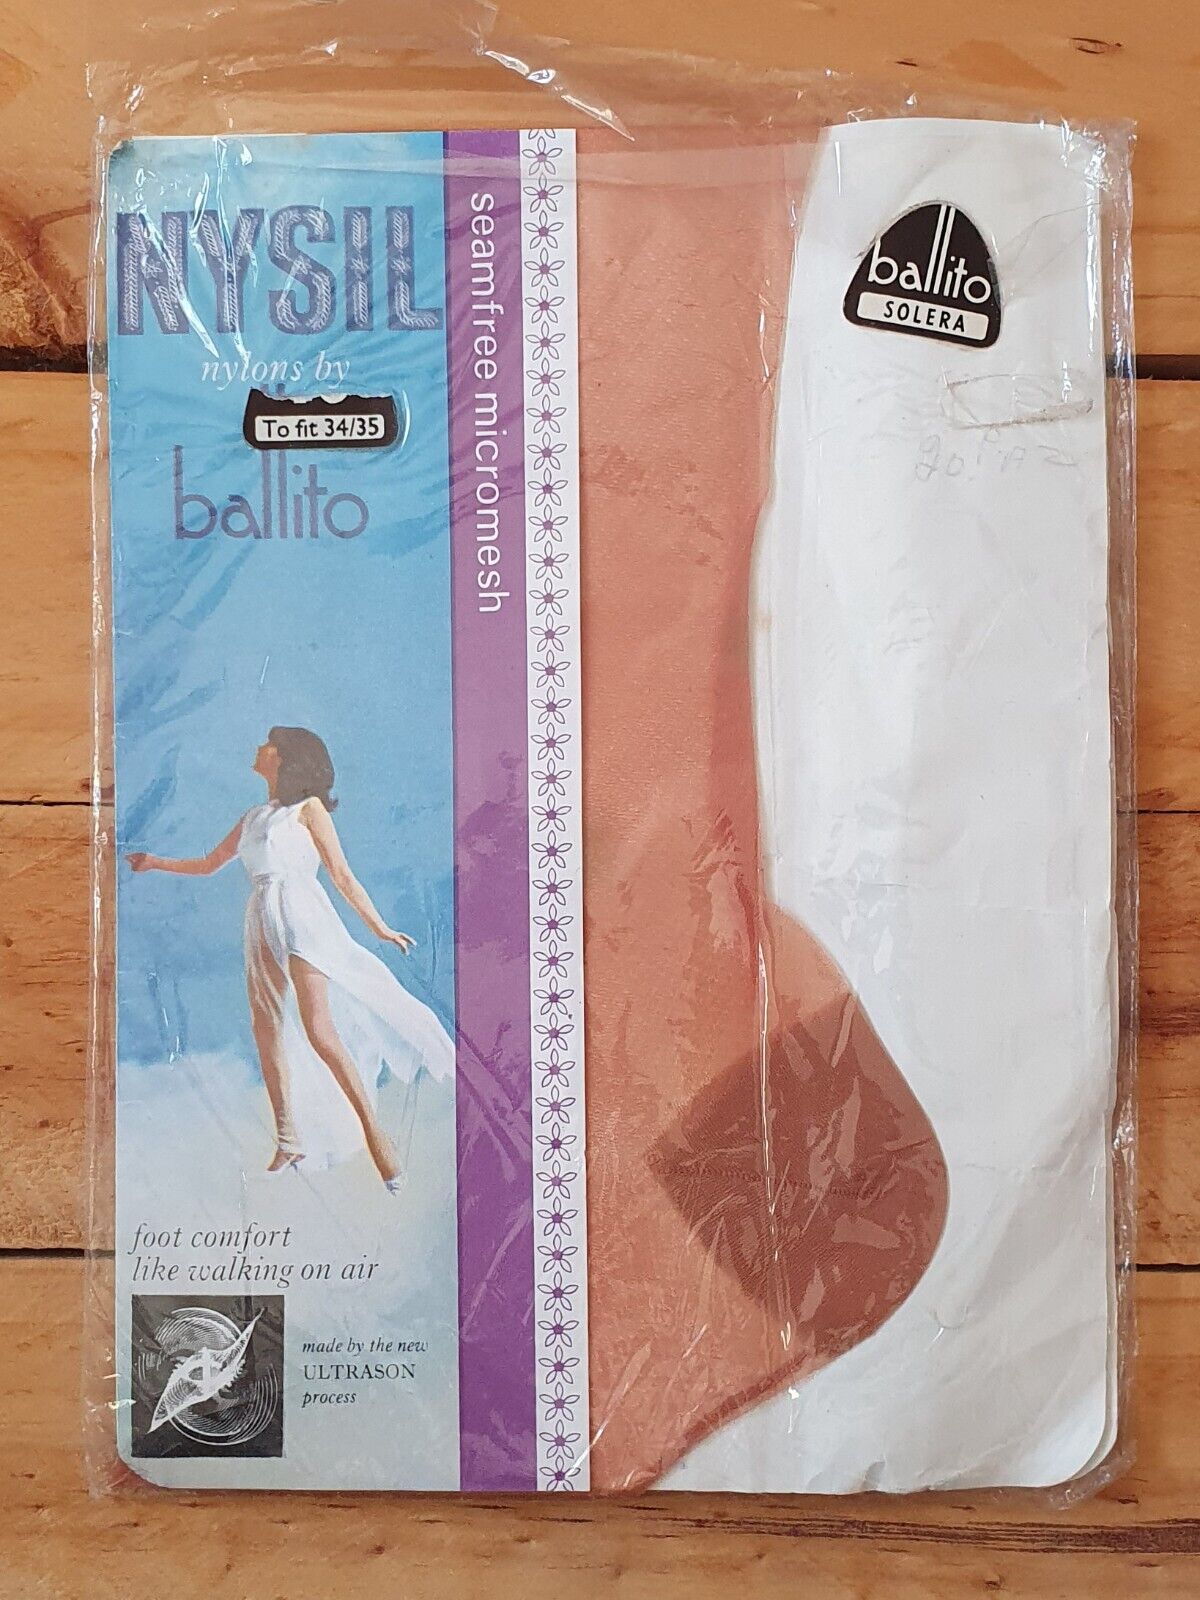 NYSIL
nylons by
To fit 34/35
ballito
seamfree micromesh
ballito
SOLERA
foot comfort
like walking on air
made by the new
ULTRASON
process